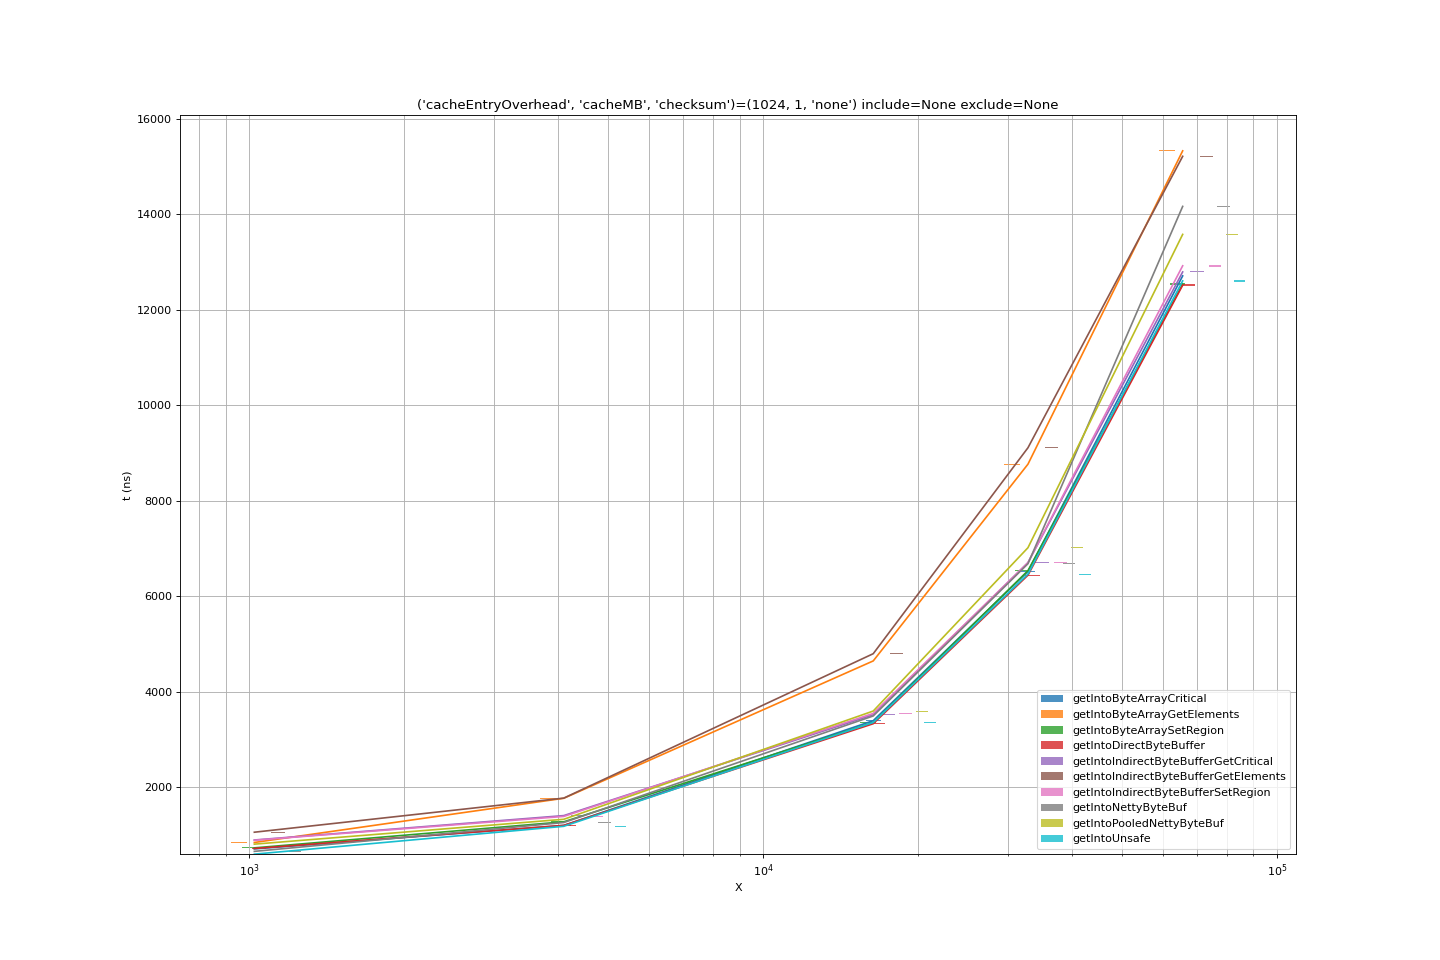 ('cacheEntryOverhead', 'cacheMB', 'checksum')=(1024, 1, 'none') include=None exclude=None
16000
14000
12000
10000
8000
6000
4000
2000
t (ns)
10³
10⁴
10⁵
X
getIntoByteArrayCritical
getIntoByteArrayGetElements
getIntoByteArraySetRegion
getIntoDirectByteBuffer
getIntoIndirectByteBufferGetCritical
getIntoIndirectByteBufferGetElements
getIntoIndirectByteBufferSetRegion
getIntoNettyByteBuf
getIntoPooledNettyByteBuf
getIntoUnsafe